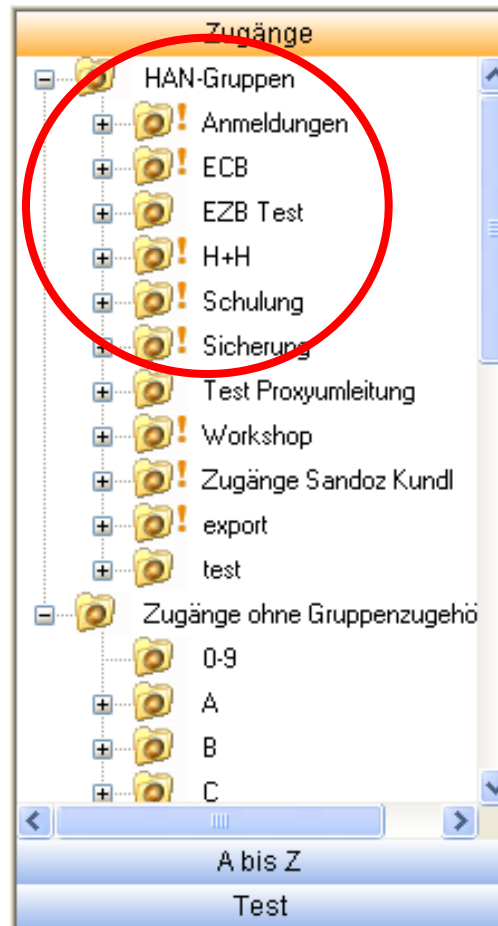 Zugänge
HAN-Gruppen
! Anmeldungen
! ECB
EZB Test
! H+H
! Schulung
! Sicherung
Test Proxyumleitung
! Workshop
! Zugänge Sandoz Kundl
! export
test
Zugänge ohne Gruppenzugehö
0-9
A
B
C
A bis Z
Test